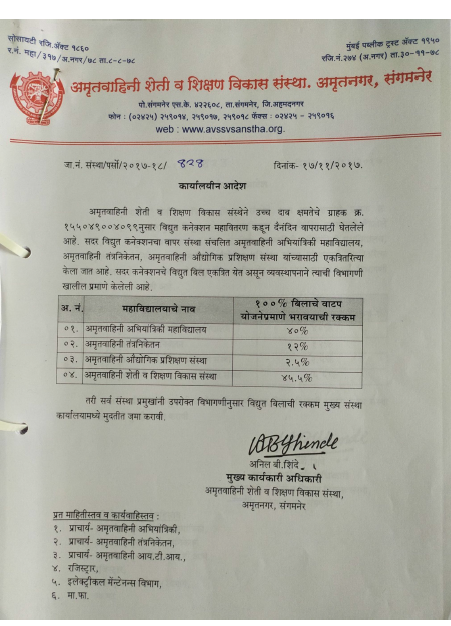 सोसायटी रजि.ॲक्ट १८६०
मुंबई पब्लीक ट्रस्ट ॲक्ट १९५०
र.नं. महा/३१७/अ.नगर/७८ ता.८-८-७८
रजि.नं.२७४ (अ.नगर) ता.३०-११-७८
अमृतवाहिनी शेती व शिक्षण विकास संस्था. अमृतनगर, संगमनेर
पो.संगमनेर एस.के. ४२२६०८, ता.संगमनेर, जि.अहमदनगर
फोन : (०२४२५) २५९०१४, २५९०१७, २५९०१८ फॅक्स : ०२४२५ - २५९०१६
web : www.avssvsanstha.org.
जा.नं. संस्था/पर्सो/२०१७-१८/ ४२४
दिनांक- १७/११/२०१७.
कार्यालयीन आदेश
अमृतवाहिनी शेती व शिक्षण विकास संस्थेने उच्च दाब क्षमतेचे ग्राहक क्र.
१५५०४९००४०९९नुसार विद्युत कनेक्शन महावितरण कडून दैनंदिन वापरासाठी घेतलेले
आहे. सदर विद्युत कनेक्शनचा वापर संस्था संचलित अमृतवाहिनी अभियांत्रिकी महाविद्यालय,
अमृतवाहिनी तंत्रनिकेतन, अमृतवाहिनी औद्योगिक प्रशिक्षण संस्था यांच्यासाठी एकत्रितरित्या
केला जात आहे. सदर कनेक्शनचे विद्युत बिल एकत्रित येत असून व्यवस्थापनाने त्याची विभागणी
खालील प्रमाणे केलेली आहे.
अ. नं. महाविद्यालयाचे नाव १००% बिलाचे वाटप
योजनेप्रमाणे भरावयाची रक्कम
०१. अमृतवाहिनी अभियांत्रिकी महाविद्यालय ४०%
०२. अमृतवाहिनी तंत्रनिकेतन १२%
०३. अमृतवाहिनी औद्योगिक प्रशिक्षण संस्था २.५%
०४. अमृतवाहिनी शेती व शिक्षण विकास संस्था ४५.५%
तरी सर्व संस्था प्रमुखांनी उपरोक्त विभागणीनुसार विद्युत बिलाची रक्कम मुख्य संस्था
कार्यालयामध्ये मुदतीत जमा करावी.
ABShinde
अनिल बी.शिंदे
मुख्य कार्यकारी अधिकारी
अमृतवाहिनी शेती व शिक्षण विकास संस्था,
अमृतनगर, संगमनेर
प्रत माहितीस्तव व कार्यवाहिस्तव :
१. प्राचार्य- अमृतवाहिनी अभियांत्रिकी,
२. प्राचार्य- अमृतवाहिनी तंत्रनिकेतन,
३. प्राचार्य- अमृतवाहिनी आय.टी.आय.,
४. रजिस्ट्रार,
५. इलेक्ट्रीकल मेंन्टेनन्स विभाग,
६. मा.फा.